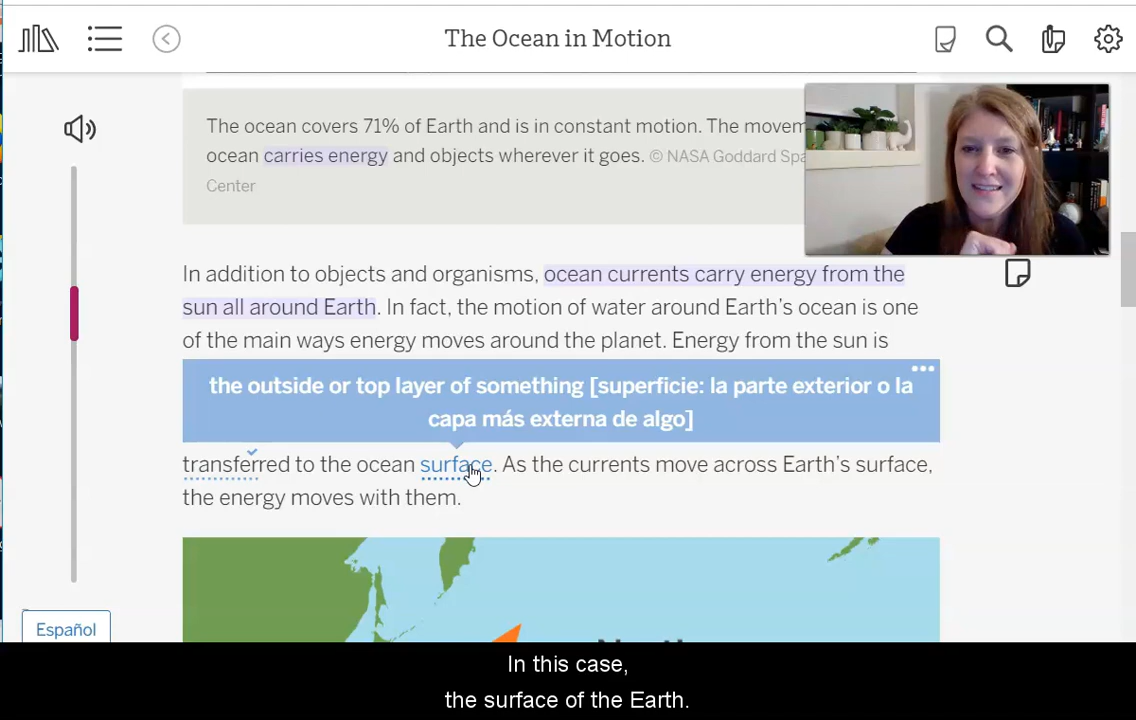 The Ocean in Motion
The ocean covers 71% of Earth and is in constant motion. The movem
ocean carries energy and objects wherever it goes. © NASA Goddard Spa
Center
In addition to objects and organisms, ocean currents carry energy from the
sun all around Earth. In fact, the motion of water around Earth's ocean is one
of the main ways energy moves around the planet. Energy from the sun is
the outside or top layer of something [superficie: la parte exterior o la
capa más externa de algo]
transferred to the ocean surface. As the currents move across Earth's surface,
the energy moves with them.
Español
In this case,
the surface of the Earth.